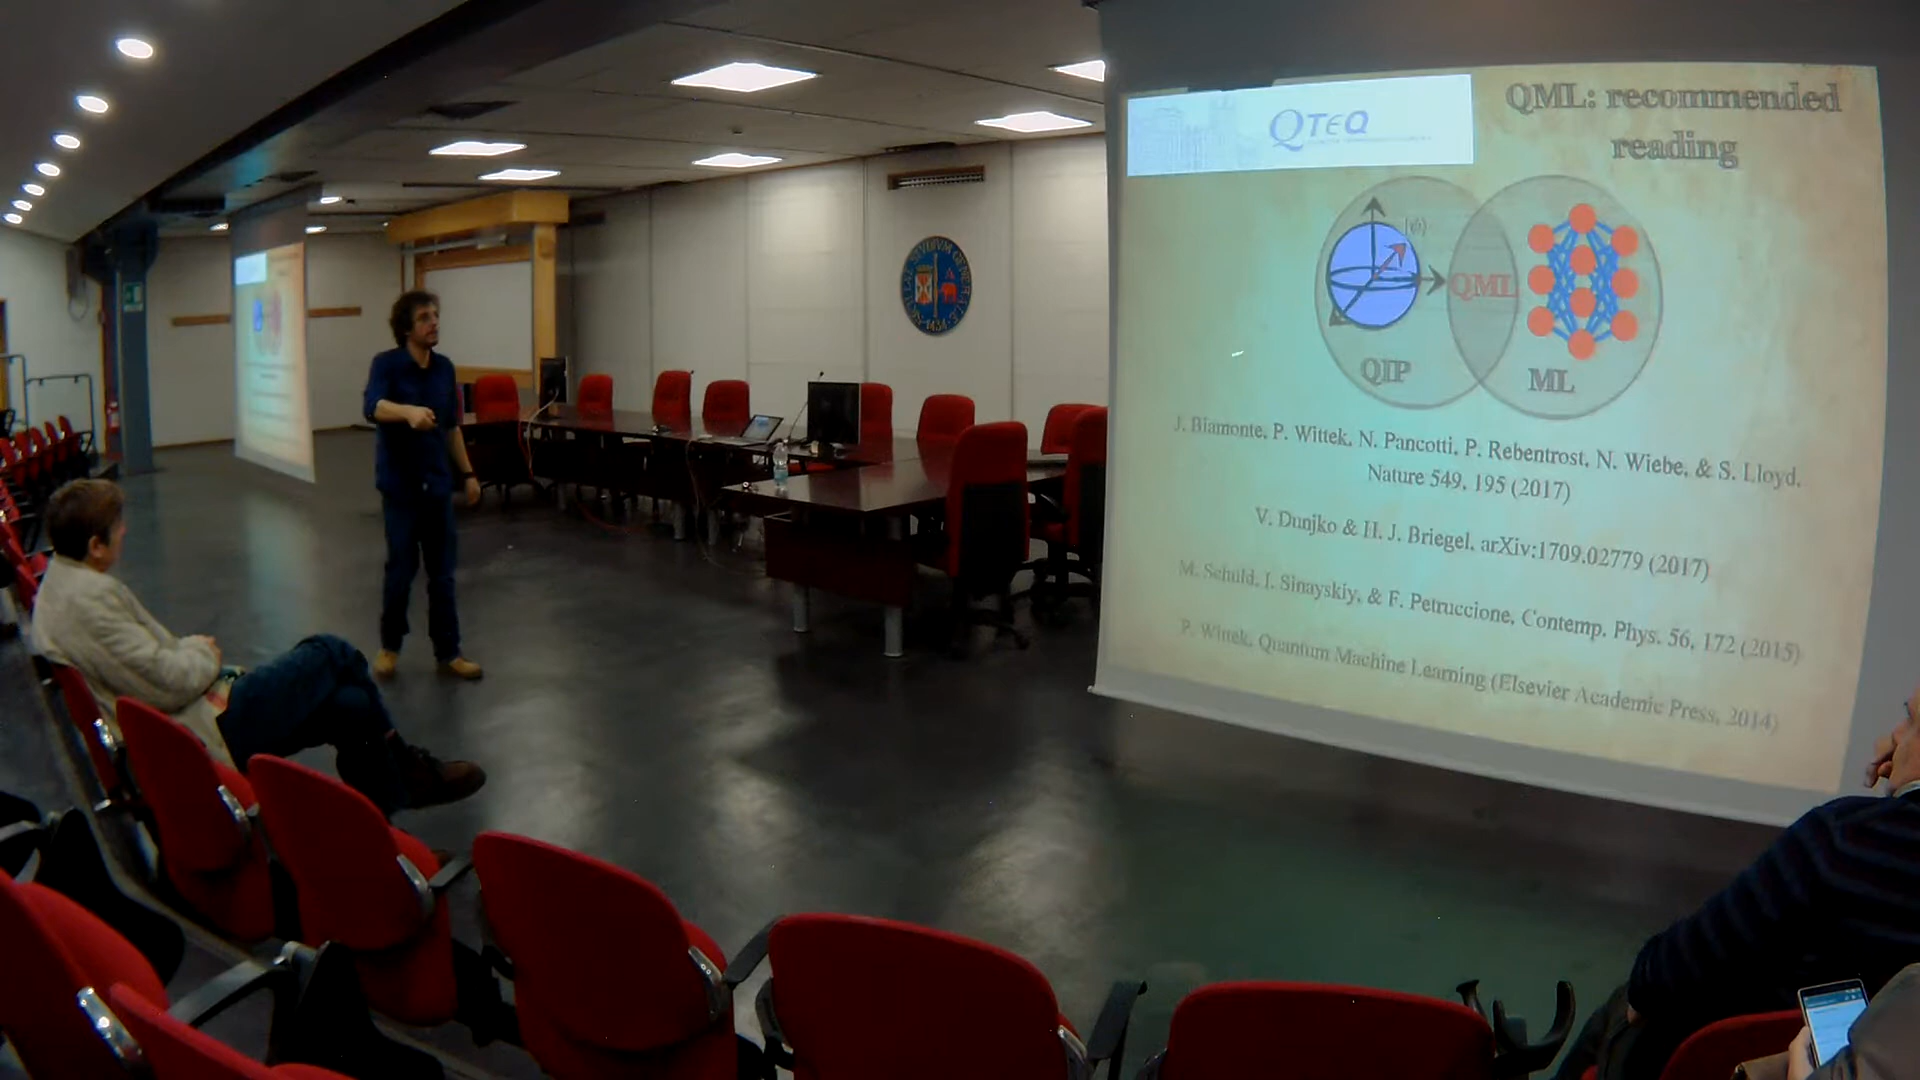 QTEQ
QML: recommended
reading
|ψ⟩
QML
QIP
ML
J. Biamonte, P. Wittek, N. Pancotti, P. Rebentrost, N. Wiebe, & S. Lloyd,
Nature 549, 195 (2017)
V. Dunjko & H. J. Briegel, arXiv:1709.02779 (2017)
M. Schuld, I. Sinayskiy, & F. Petruccione, Contemp. Phys. 56, 172 (2015)
P. Wittek, Quantum Machine Learning (Elsevier Academic Press, 2014)
1434